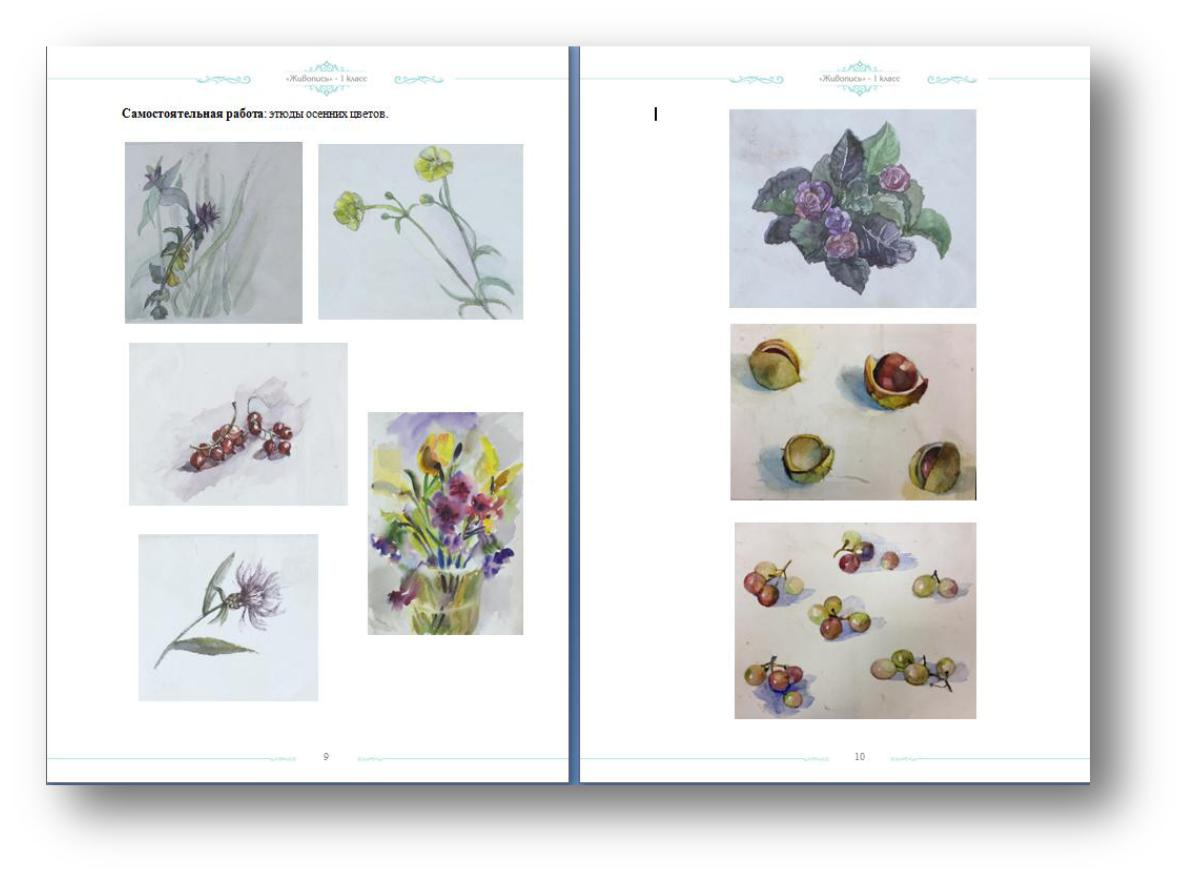 «Живопись» - 1 класс
Самостоятельная работа: этюды осенних цветов.
9
«Живопись» - 1 класс
10